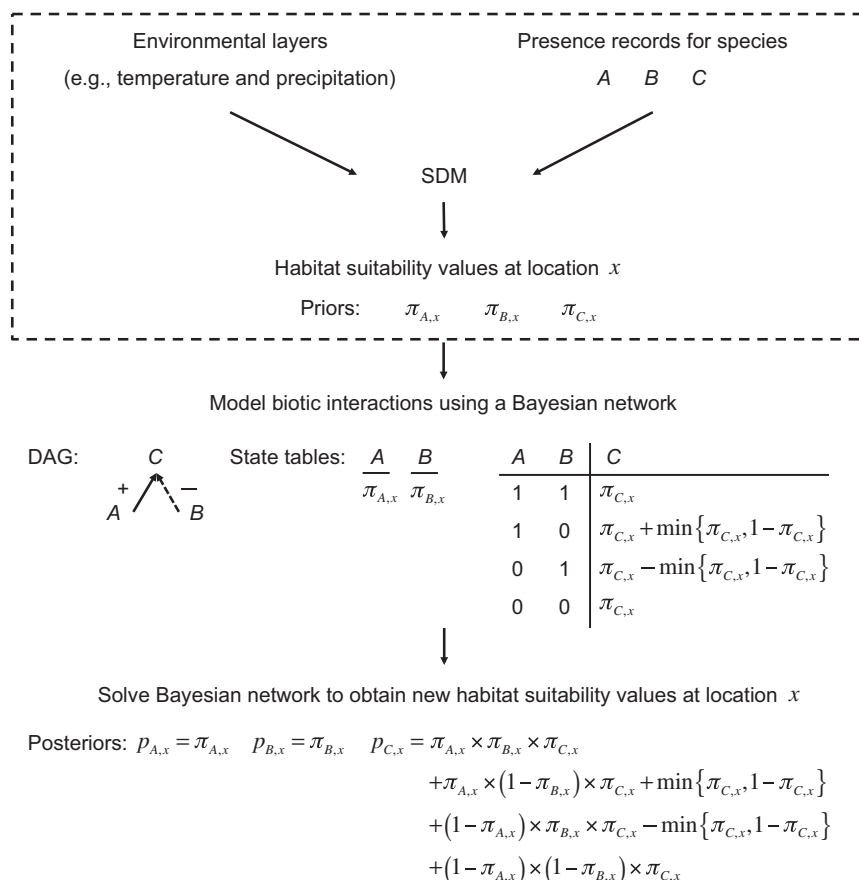 Environmental layers
(e.g., temperature and precipitation)
Presence records for species
A B C
SDM
Habitat suitability values at location x
Priors: π_{A,x} π_{B,x} π_{C,x}
Model biotic interactions using a Bayesian network
DAG:
C
+ −
A B
State tables:
A B
π_{A,x} π_{B,x}
A B C
1 1 π_{C,x}
1 0 π_{C,x} + min{π_{C,x}, 1 − π_{C,x}}
0 1 π_{C,x} − min{π_{C,x}, 1 − π_{C,x}}
0 0 π_{C,x}
Solve Bayesian network to obtain new habitat suitability values at location x
Posteriors: p_{A,x} = π_{A,x} p_{B,x} = π_{B,x} p_{C,x} = π_{A,x} × π_{B,x} × π_{C,x}
+π_{A,x} × (1 − π_{B,x}) × π_{C,x} + min{π_{C,x}, 1 − π_{C,x}}
+(1 − π_{A,x}) × π_{B,x} × π_{C,x} − min{π_{C,x}, 1 − π_{C,x}}
+(1 − π_{A,x}) × (1 − π_{B,x}) × π_{C,x}